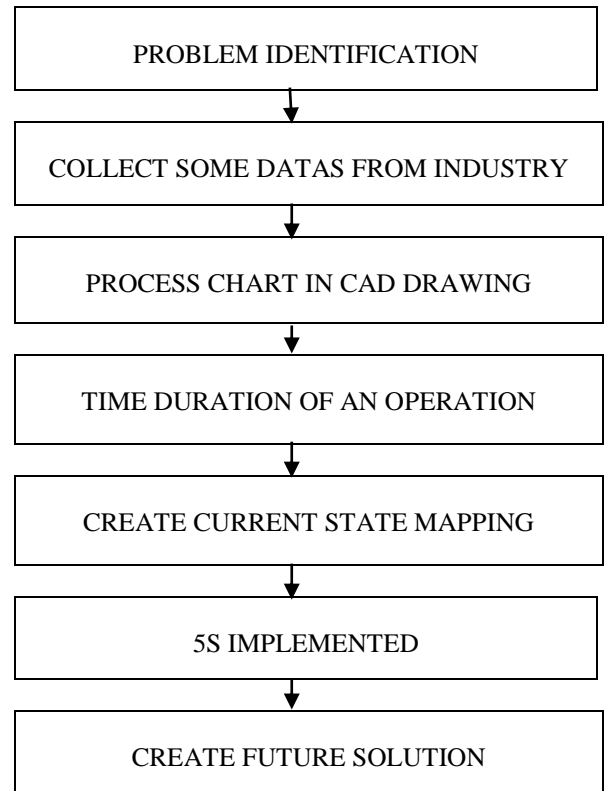 PROBLEM IDENTIFICATION
COLLECT SOME DATAS FROM INDUSTRY
PROCESS CHART IN CAD DRAWING
TIME DURATION OF AN OPERATION
CREATE CURRENT STATE MAPPING
5S IMPLEMENTED
CREATE FUTURE SOLUTION